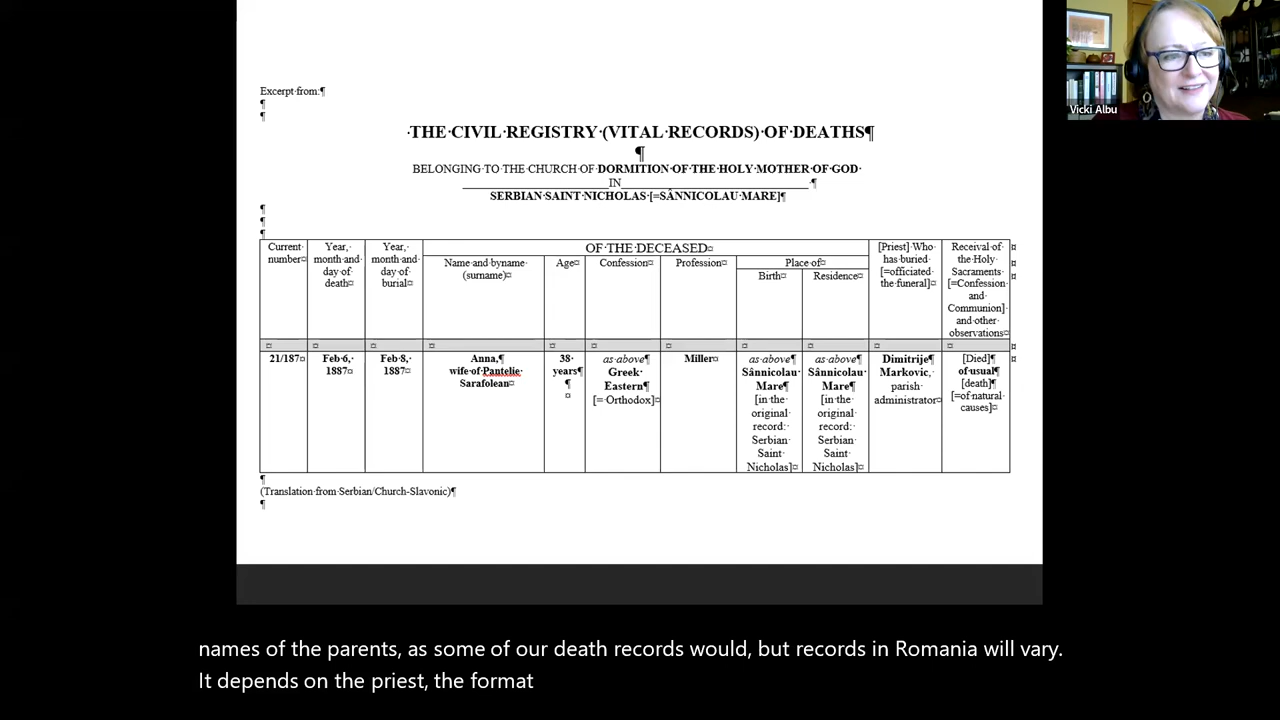 Vicki Albu
Excerpt·from:¶
¶
¶
·THE·CIVIL·REGISTRY·(VITAL·RECORDS)·OF·DEATHS¶
¶
BELONGING·TO·THE·CHURCH·OF·DORMITION·OF·THE·HOLY·MOTHER·OF·GOD·
IN ·¶
SERBIAN·SAINT·NICHOLAS·[=SÂNNICOLAU·MARE]¶
¶
¶
¶
Current·
number¤
Year,·
month·and·
day·of·
death¤
Year,·
month·and·
day·of·
burial¤
OF·THE·DECEASED¤
Name·and·byname·
(surname)¤
Age¤
Confession¤
Profession¤
Place·of¤
Birth¤
Residence¤
[Priest]·Who·
has·buried·
[=officiated·
the·funeral]¤
Receival·of·
the·Holy·
Sacraments·
[=Confession·
and·
Communion]·
and·other·
observations¤
21/187¤
Feb·6,·
1887¤
Feb·8,·
1887¤
Anna,¶
wife·of·Pantelie·
Sarafolean¤
38·
years¶
¶
¤
as·above¶
Greek·
Eastern¶
[=·Orthodox]¤
Miller¤
as·above¶
Sânnicolau·
Mare¶
[in·the·
original·
record:·
Serbian·
Saint·
Nicholas]¤
as·above¶
Sânnicolau·
Mare¶
[in·the·
original·
record:·
Serbian·
Saint·
Nicholas]¤
Dimitrije¶
Markovic,·
parish·
administrator¤
[Died]¶
of·usual¶
[death]¶
[=of·natural·
causes]¤
¶
(Translation·from·Serbian/Church-Slavonic)¶
¶
names of the parents, as some of our death records would, but records in Romania will vary.
It depends on the priest, the format